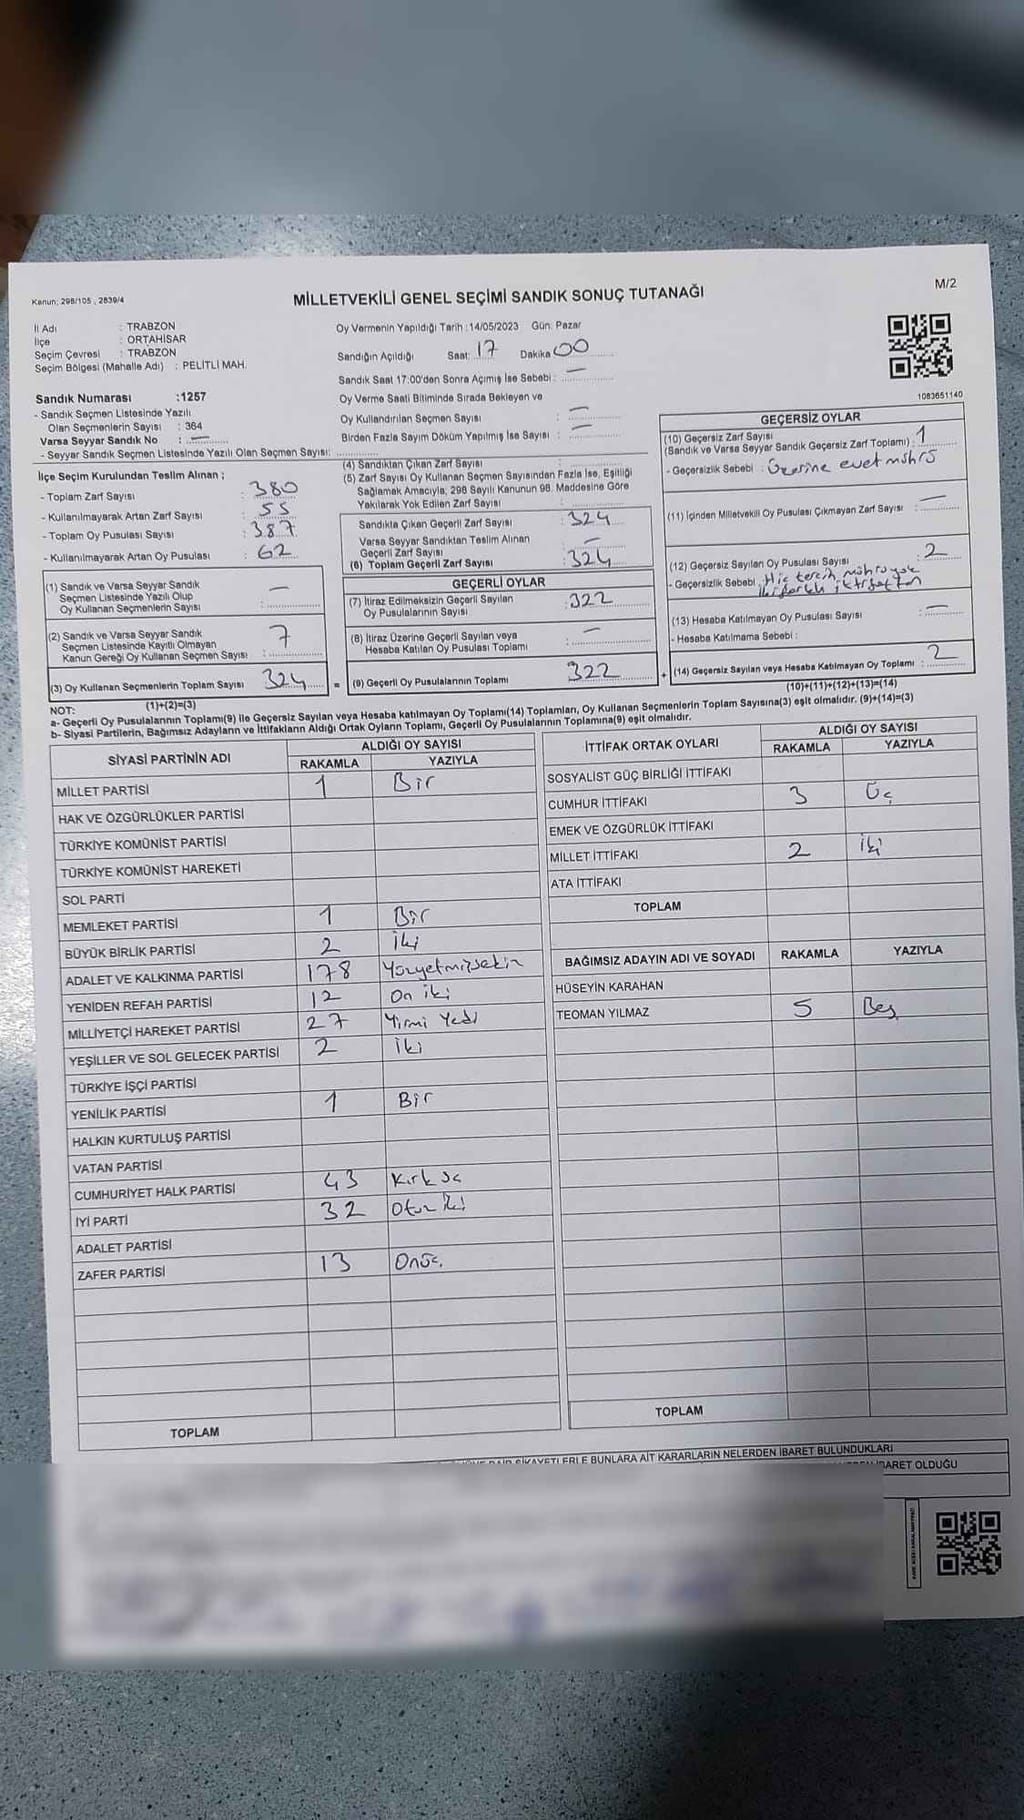 Kanun; 298/105 , 2839/4
MİLLETVEKİLİ GENEL SEÇİMİ SANDIK SONUÇ TUTANAĞI
M/2
İl Adı : TRABZON
İlçe : ORTAHİSAR
Seçim Çevresi : TRABZON
Seçim Bölgesi (Mahalle Adı) : PELİTLİ MAH.
Oy Vermenin Yapıldığı Tarih :14/05/2023 Gün: Pazar
Sandığın Açıldığı Saat: 17 Dakika 00
Sandık Saat 17:00'den Sonra Açılmış İse Sebebi : —
1083651140
Sandık Numarası :1257
- Sandık Seçmen Listesinde Yazılı
Olan Seçmenlerin Sayısı : 364
Varsa Seyyar Sandık No : —
- Seyyar Sandık Seçmen Listesinde Yazılı Olan Seçmen Sayısı:
Oy Verme Saati Bitiminde Sırada Bekleyen ve
Oy Kullandırılan Seçmen Sayısı : —
Birden Fazla Sayım Döküm Yapılmış İse Sayısı : —
İlçe Seçim Kurulundan Teslim Alınan ;
- Toplam Zarf Sayısı : 380
- Kullanılmayarak Artan Zarf Sayısı : 55
- Toplam Oy Pusulası Sayısı : 387
- Kullanılmayarak Artan Oy Pusulası : 62
(1) Sandık ve Varsa Seyyar Sandık
Seçmen Listesinde Yazılı Olup
Oy Kullanan Seçmenlerin Sayısı : —
(2) Sandık ve Varsa Seyyar Sandık
Seçmen Listesinde Kayıtlı Olmayan
Kanun Gereği Oy Kullanan Seçmen Sayısı : 7
(3) Oy Kullanan Seçmenlerin Toplam Sayısı 324 =
(1)+(2)=(3)
(4) Sandıktan Çıkan Zarf Sayısı :
(5) Zarf Sayısı Oy Kullanan Seçmen Sayısından Fazla İse, Eşitliği
Sağlamak Amacıyla; 298 Sayılı Kanunun 98. Maddesine Göre
Yakılarak Yok Edilen Zarf Sayısı :
Sandıkla Çıkan Geçerli Zarf Sayısı : 324
Varsa Seyyar Sandıktan Teslim Alınan
Geçerli Zarf Sayısı : —
(6) Toplam Geçerli Zarf Sayısı : 324
GEÇERLİ OYLAR
(7) İtiraz Edilmeksizin Geçerli Sayılan
Oy Pusulalarının Sayısı : 322
(8) İtiraz Üzerine Geçerli Sayılan veya
Hesaba Katılan Oy Pusulası Toplamı : —
(9) Geçerli Oy Pusulalarının Toplamı 322 +
GEÇERSİZ OYLAR
(10) Geçersiz Zarf Sayısı
(Sandık ve Varsa Seyyar Sandık Geçersiz Zarf Toplamı) : 1
- Geçersizlik Sebebi : Üzerine evet mührü
(11) İçinden Milletvekili Oy Pusulası Çıkmayan Zarf Sayısı : —
(12) Geçersiz Sayılan Oy Pusulası Sayısı : 2
- Geçersizlik Sebebi : Hiç tercih mührü yok
iki farklı ittifaktan
(13) Hesaba Katılmayan Oy Pusulası Sayısı : —
- Hesaba Katılmama Sebebi :
(14) Geçersiz Sayılan veya Hesaba Katılmayan Oy Toplamı : 2
(10)+(11)+(12)+(13)=(14)
NOT:
a- Geçerli Oy Pusulalarının Toplamı(9) ile Geçersiz Sayılan veya Hesaba katılmayan Oy Toplamı(14) Toplamları, Oy Kullanan Seçmenlerin Toplam Sayısına(3) eşit olmalıdır. (9)+(14)=(3)
b- Siyasi Partilerin, Bağımsız Adayların ve İttifakların Aldığı Ortak Oyların Toplamı, Geçerli Oy Pusulalarının Toplamına(9) eşit olmalıdır.
SİYASİ PARTİNİN ADI ALDIĞI OY SAYISI
RAKAMLA YAZIYLA
MİLLET PARTİSİ 1 Bir
HAK VE ÖZGÜRLÜKLER PARTİSİ
TÜRKİYE KOMÜNİST PARTİSİ
TÜRKİYE KOMÜNİST HAREKETİ
SOL PARTİ
MEMLEKET PARTİSİ 1 Bir
BÜYÜK BİRLİK PARTİSİ 2 İki
ADALET VE KALKINMA PARTİSİ 178 Yüzyetmişsekiz
YENİDEN REFAH PARTİSİ 12 On iki
MİLLİYETÇİ HAREKET PARTİSİ 27 Yirmi Yedi
YEŞİLLER VE SOL GELECEK PARTİSİ 2 İki
TÜRKİYE İŞÇİ PARTİSİ
YENİLİK PARTİSİ 1 Bir
HALKIN KURTULUŞ PARTİSİ
VATAN PARTİSİ
CUMHURİYET HALK PARTİSİ 43 Kırk üç
İYİ PARTİ 32 Otuz iki
ADALET PARTİSİ
ZAFER PARTİSİ 13 Onüç.
TOPLAM
İTTİFAK ORTAK OYLARI ALDIĞI OY SAYISI
RAKAMLA YAZIYLA
SOSYALİST GÜÇ BİRLİĞİ İTTİFAKI
CUMHUR İTTİFAKI 3 Üç
EMEK VE ÖZGÜRLÜK İTTİFAKI
MİLLET İTTİFAKI 2 İki
ATA İTTİFAKI
TOPLAM
BAĞIMSIZ ADAYIN ADI VE SOYADI RAKAMLA YAZIYLA
HÜSEYİN KARAHAN
TEOMAN YILMAZ 5 Beş
TOPLAM
ŞİKAYETLERLE BUNLARA AİT KARARLARIN NELERDEN İBARET BULUNDUKLARI
İBARET OLDUĞU